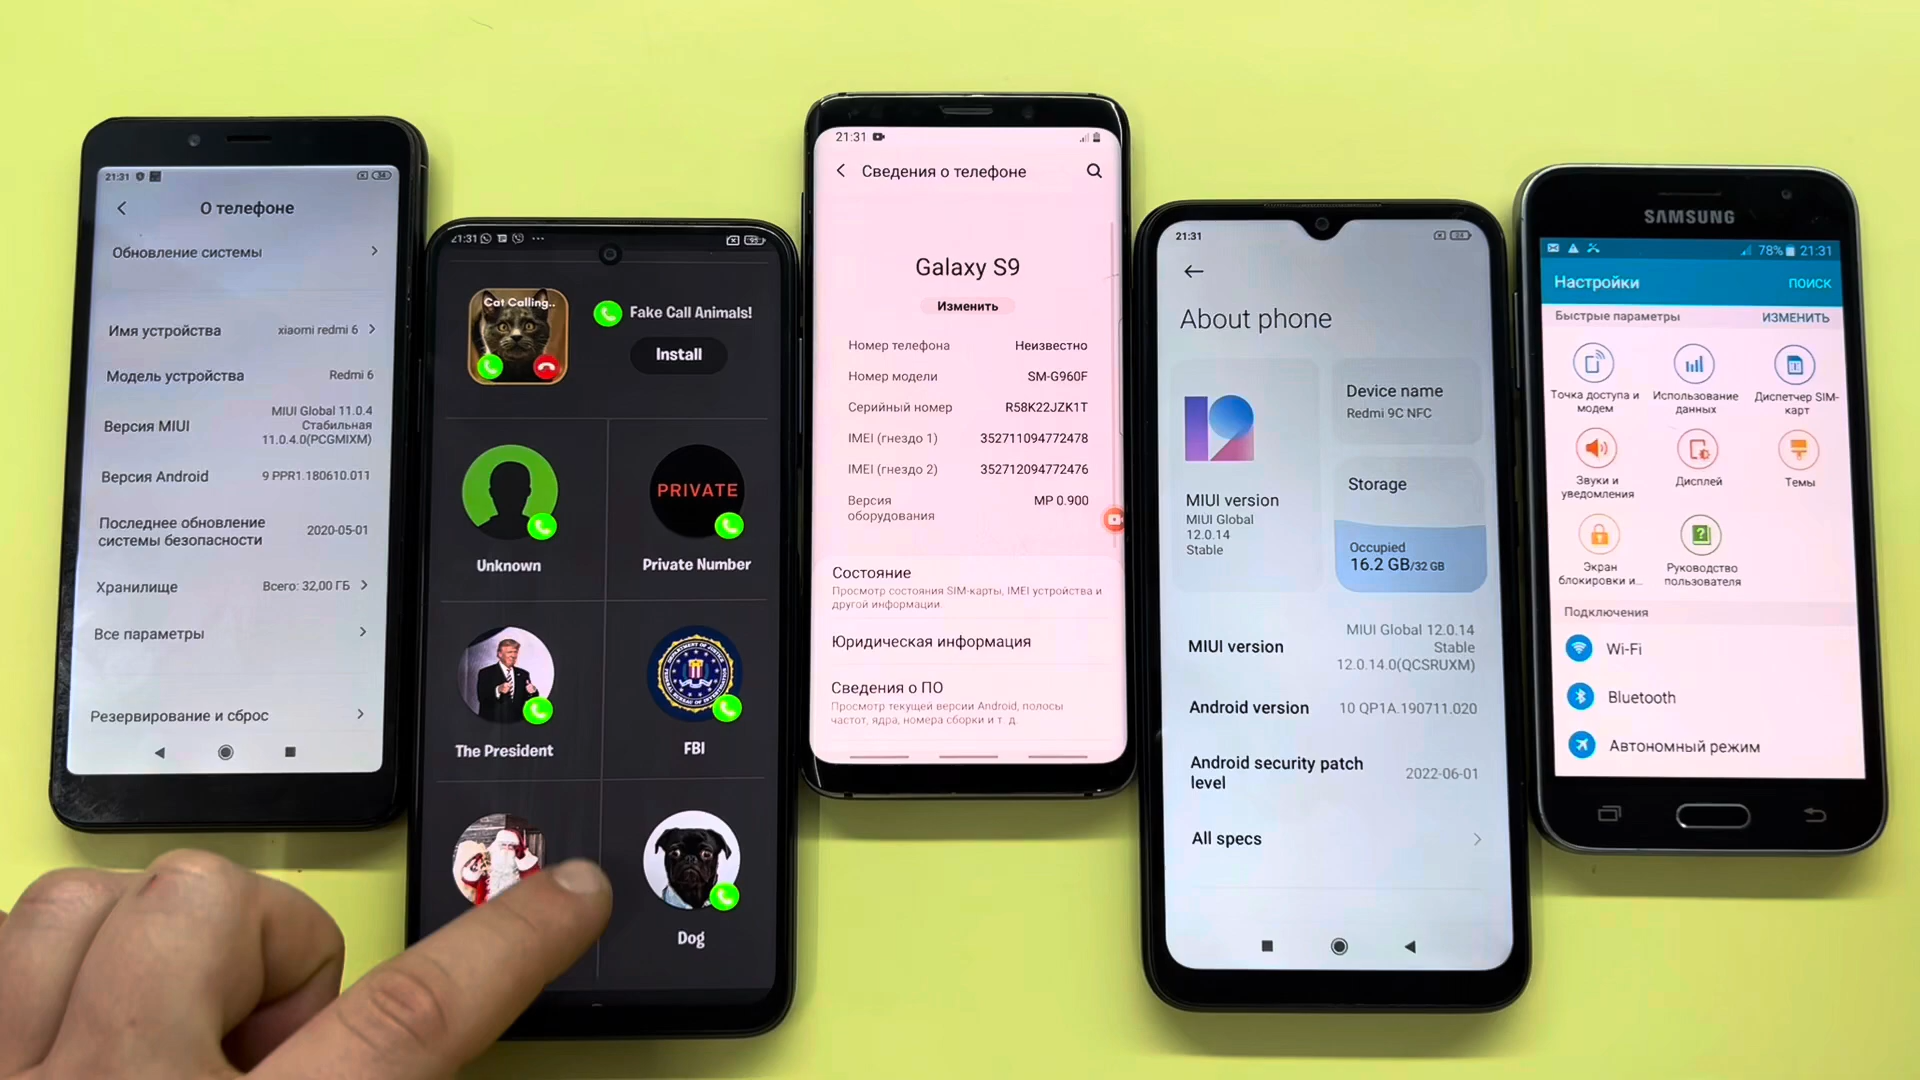 21:31
34
О телефоне
Обновление системы
Имя устройства
xiaomi redmi 6
Модель устройства
Redmi 6
Версия MIUI
MIUI Global 11.0.4
Стабильная
11.0.4.0(PCGMIXM)
Версия Android
9 PPR1.180610.011
Последнее обновление
системы безопасности
2020-05-01
Хранилище
Всего: 32,00 ГБ
Все параметры
Резервирование и сброс
21:31
Cat Calling..
Fake Call Animals!
Install
Unknown
PRIVATE
Private Number
The President
FBI
Dog
21:31
Сведения о телефоне
Galaxy S9
Изменить
Номер телефона
Неизвестно
Номер модели
SM-G960F
Серийный номер
R58K22JZK1T
IMEI (гнездо 1)
352711094772478
IMEI (гнездо 2)
352712094772476
Версия
оборудования
MP 0.900
Состояние
Просмотр состояния SIM-карты, IMEI устройства и
другой информации.
Юридическая информация
Сведения о ПО
Просмотр текущей версии Android, полосы
частот, ядра, номера сборки и т. д.
21:31
24
About phone
MIUI version
MIUI Global
12.0.14
Stable
Device name
Redmi 9C NFC
Storage
Occupied
16.2 GB/32 GB
MIUI version
MIUI Global 12.0.14
Stable
12.0.14.0(QCSRUXM)
Android version
10 QP1A.190711.020
Android security patch
level
2022-06-01
All specs
SAMSUNG
78% 21:31
Настройки
ПОИСК
Быстрые параметры
ИЗМЕНИТЬ
Точка доступа и
модем
Использование
данных
Диспетчер SIM-
карт
Звуки и
уведомления
Дисплей
Темы
Экран
блокировки и...
Руководство
пользователя
Подключения
Wi-Fi
Bluetooth
Автономный режим